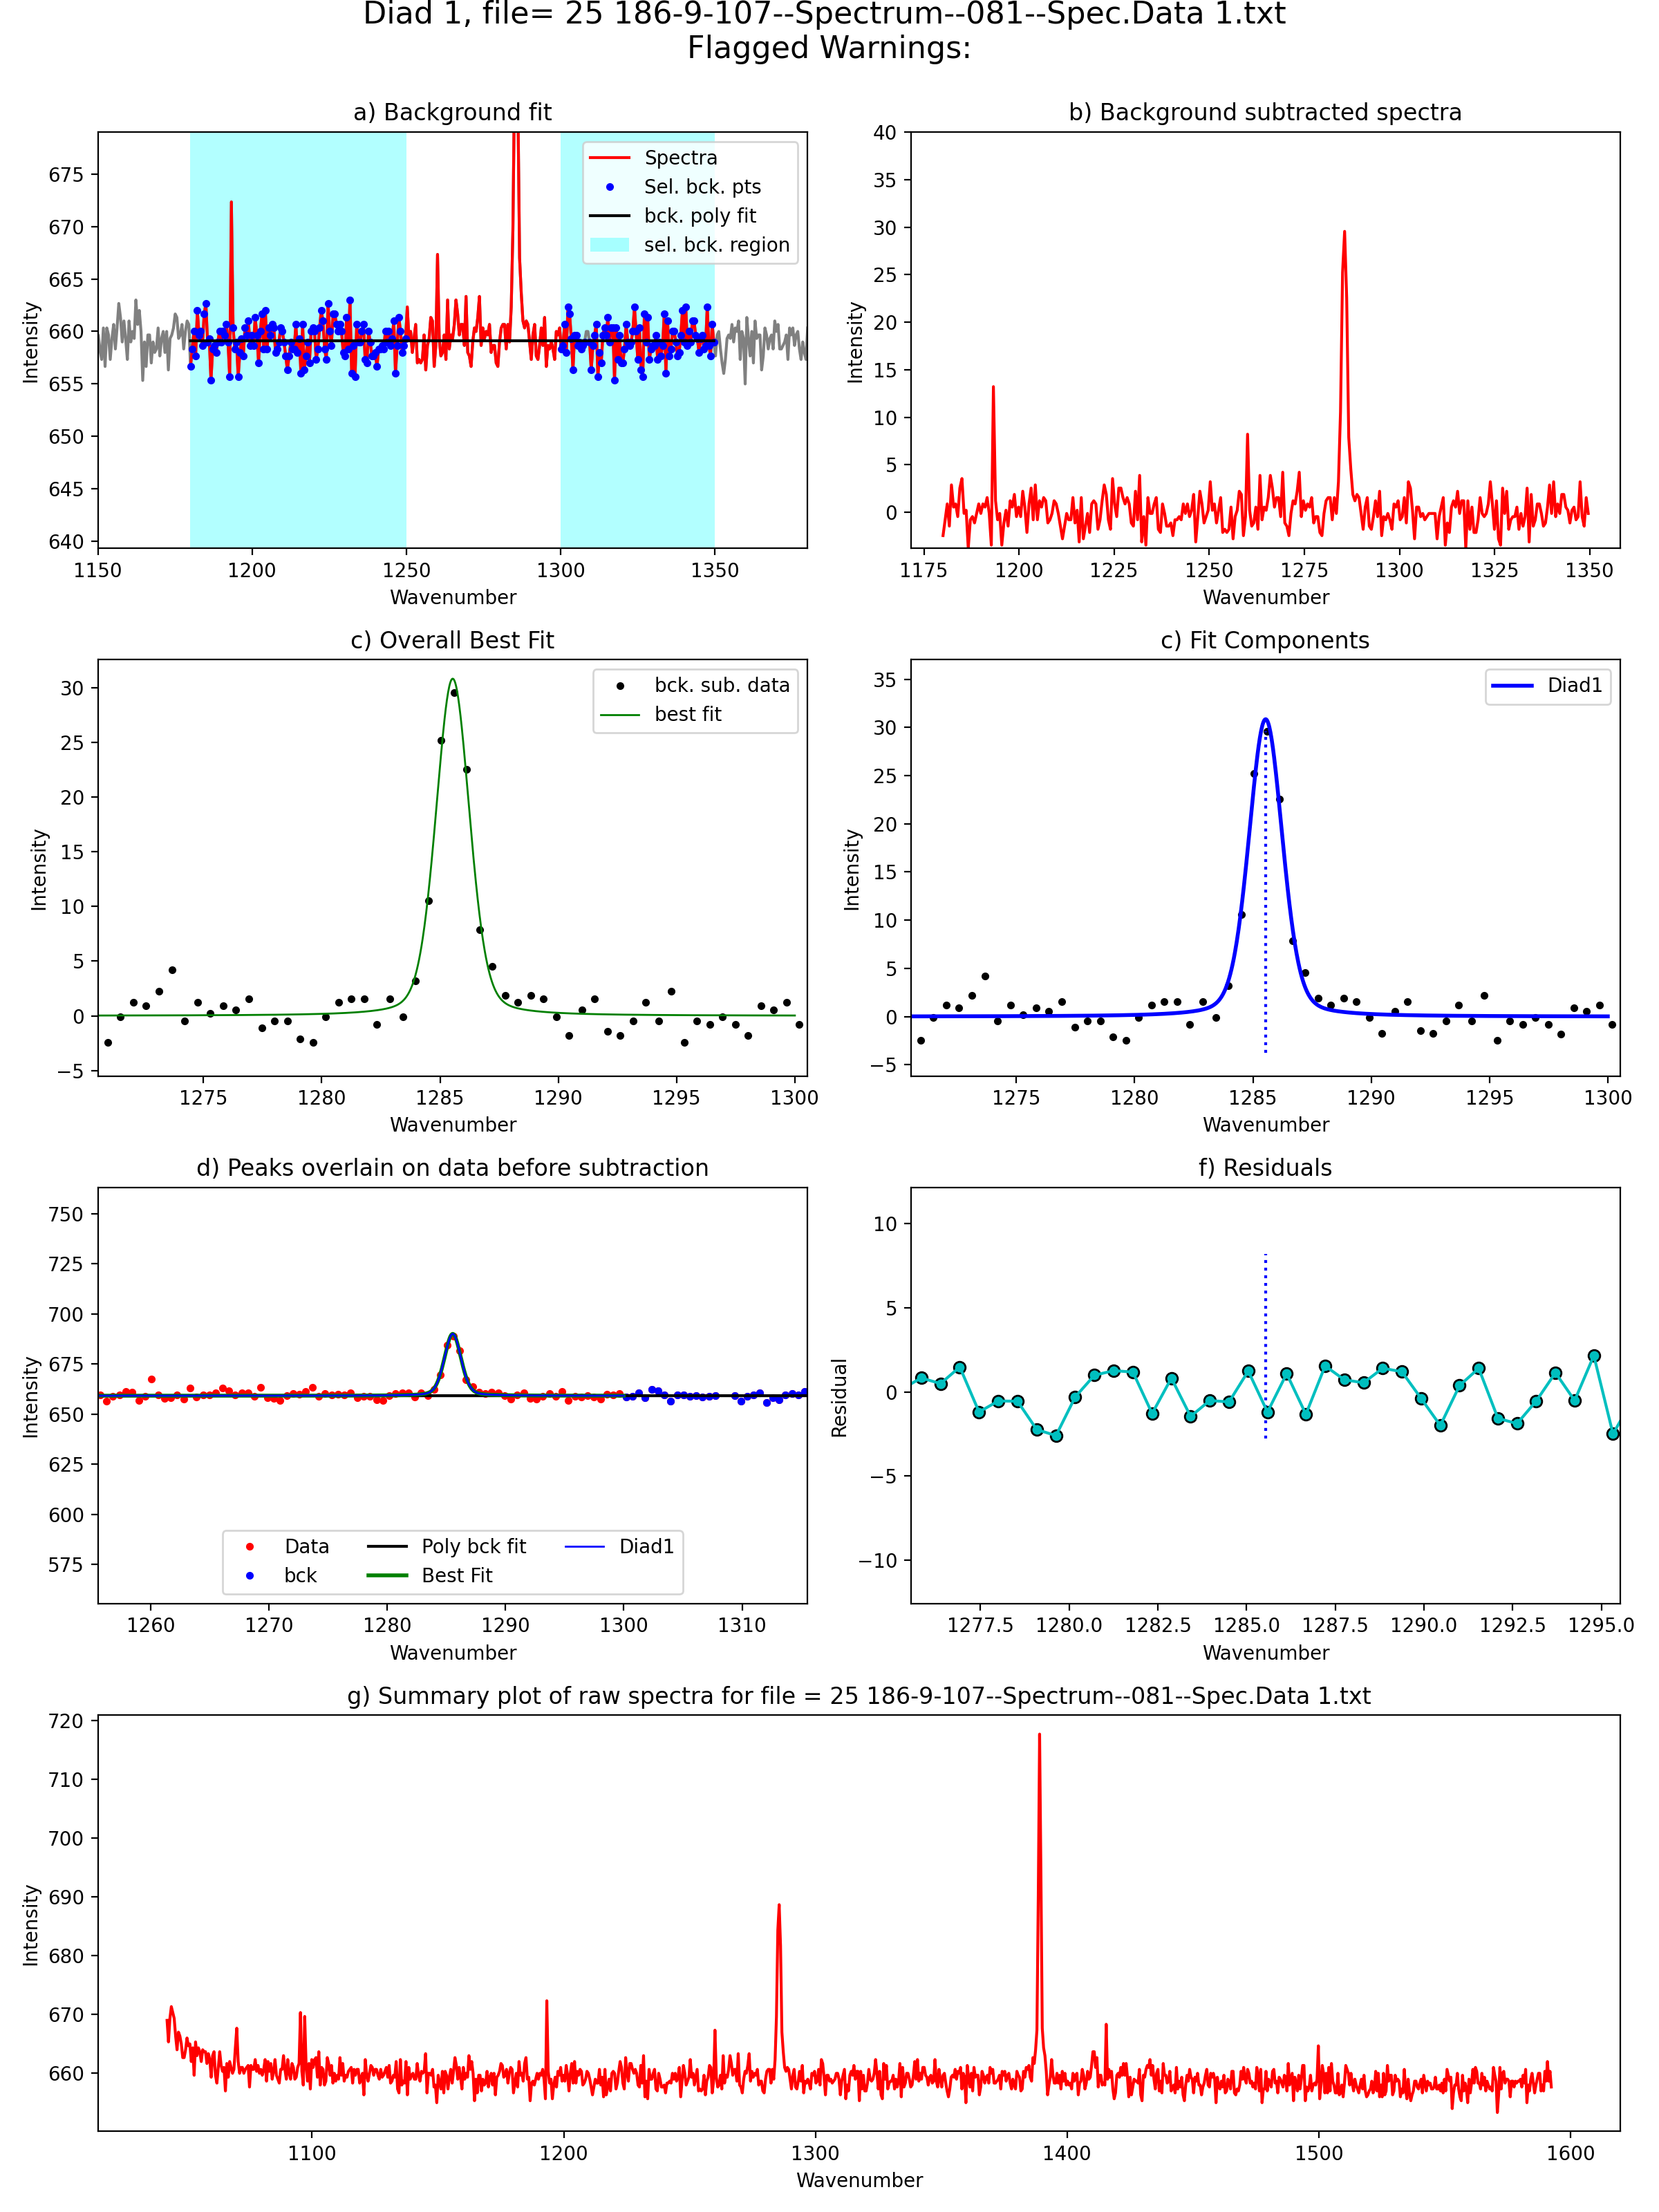 Diad 1, file= 25 186-9-107--Spectrum--081--Spec.Data 1.txt
Flagged Warnings:
a) Background fit
Intensity
675
670
665
660
655
650
645
640
Spectra
Sel. bck. pts
bck. poly fit
sel. bck. region
1150 1200 1250 1300 1350
Wavenumber
b) Background subtracted spectra
Intensity
40
35
30
25
20
15
10
5
0
1175 1200 1225 1250 1275 1300 1325 1350
Wavenumber
c) Overall Best Fit
Intensity
30
25
20
15
10
5
0
−5
bck. sub. data
best fit
1275 1280 1285 1290 1295 1300
Wavenumber
c) Fit Components
Intensity
35
30
25
20
15
10
5
0
−5
Diad1
1275 1280 1285 1290 1295 1300
Wavenumber
d) Peaks overlain on data before subtraction
Intensity
750
725
700
675
650
625
600
575
Data
bck
Poly bck fit
Best Fit
Diad1
1260 1270 1280 1290 1300 1310
Wavenumber
f) Residuals
Residual
10
5
0
−5
−10
1277.5 1280.0 1282.5 1285.0 1287.5 1290.0 1292.5 1295.0
Wavenumber
g) Summary plot of raw spectra for file = 25 186-9-107--Spectrum--081--Spec.Data 1.txt
Intensity
720
710
700
690
680
670
660
1100 1200 1300 1400 1500 1600
Wavenumber